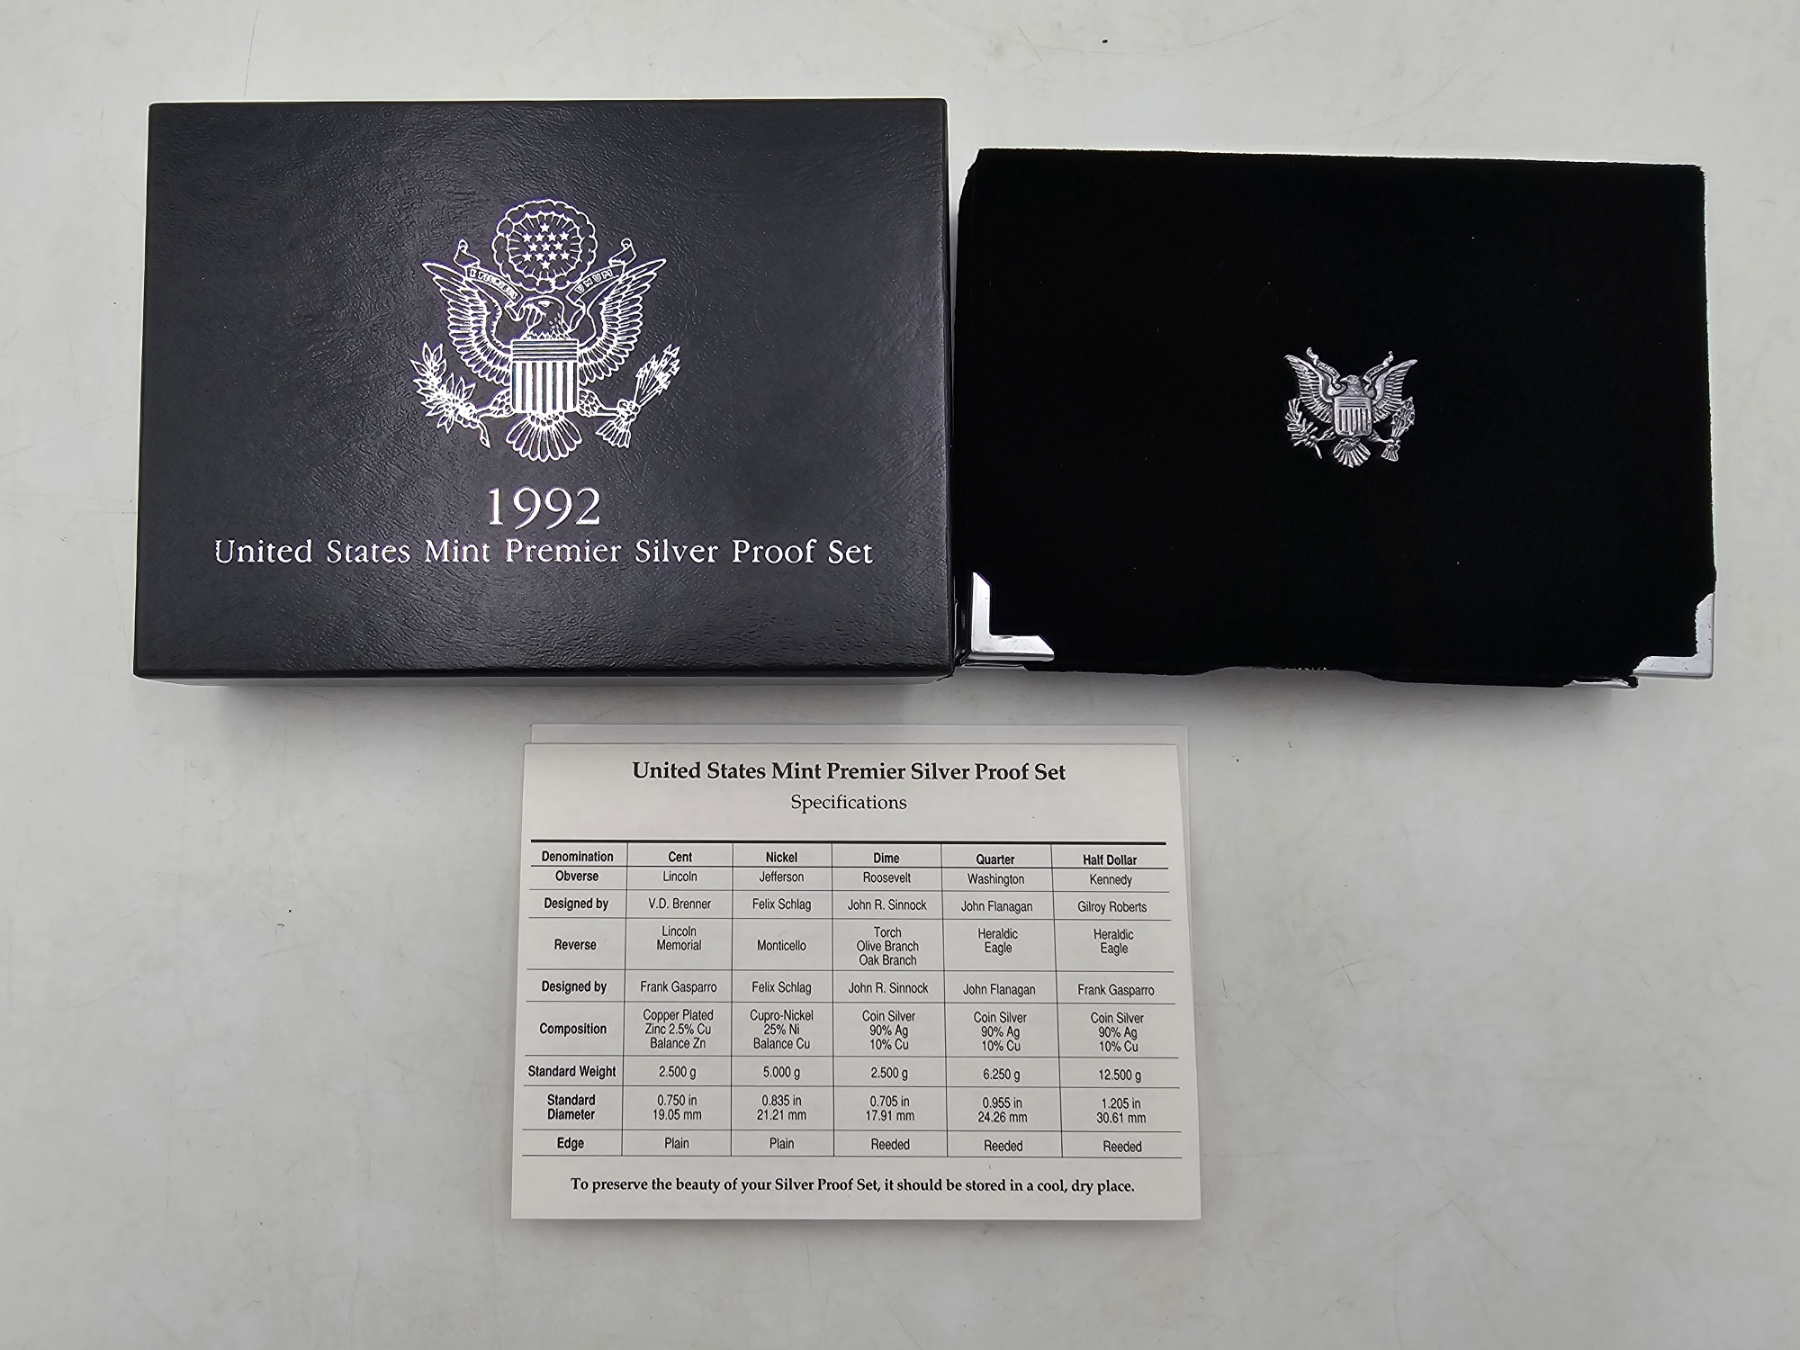 1992
United States Mint Premier Silver Proof Set
United States Mint Premier Silver Proof Set
Specifications
Denomination Cent Nickel Dime Quarter Half Dollar
Obverse Lincoln Jefferson Roosevelt Washington Kennedy
Designed by V.D. Brenner Felix Schlag John R. Sinnock John Flanagan Gilroy Roberts
Reverse Lincoln Memorial Monticello Torch Olive Branch Oak Branch Heraldic Eagle Heraldic Eagle
Designed by Frank Gasparro Felix Schlag John R. Sinnock John Flanagan Frank Gasparro
Composition Copper Plated Zinc 2.5% Cu Balance Zn Cupro-Nickel 25% Ni Balance Cu Coin Silver 90% Ag 10% Cu Coin Silver 90% Ag 10% Cu Coin Silver 90% Ag 10% Cu
Standard Weight 2.500 g 5.000 g 2.500 g 6.250 g 12.500 g
Standard Diameter 0.750 in 19.05 mm 0.835 in 21.21 mm 0.705 in 17.91 mm 0.955 in 24.26 mm 1.205 in 30.61 mm
Edge Plain Plain Reeded Reeded Reeded
To preserve the beauty of your Silver Proof Set, it should be stored in a cool, dry place.